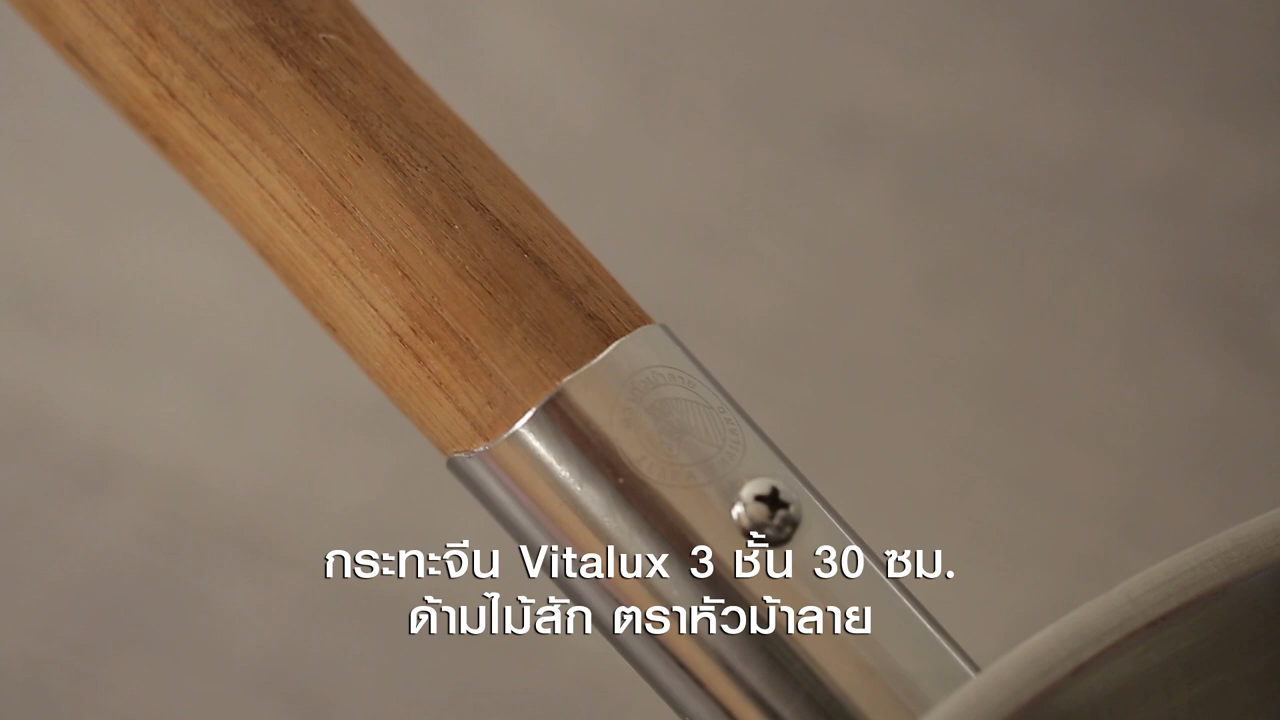 กระทะจีน Vitalux 3 ชั้น 30 ซม.
ด้ามไม้สัก ตราหัวม้าลาย